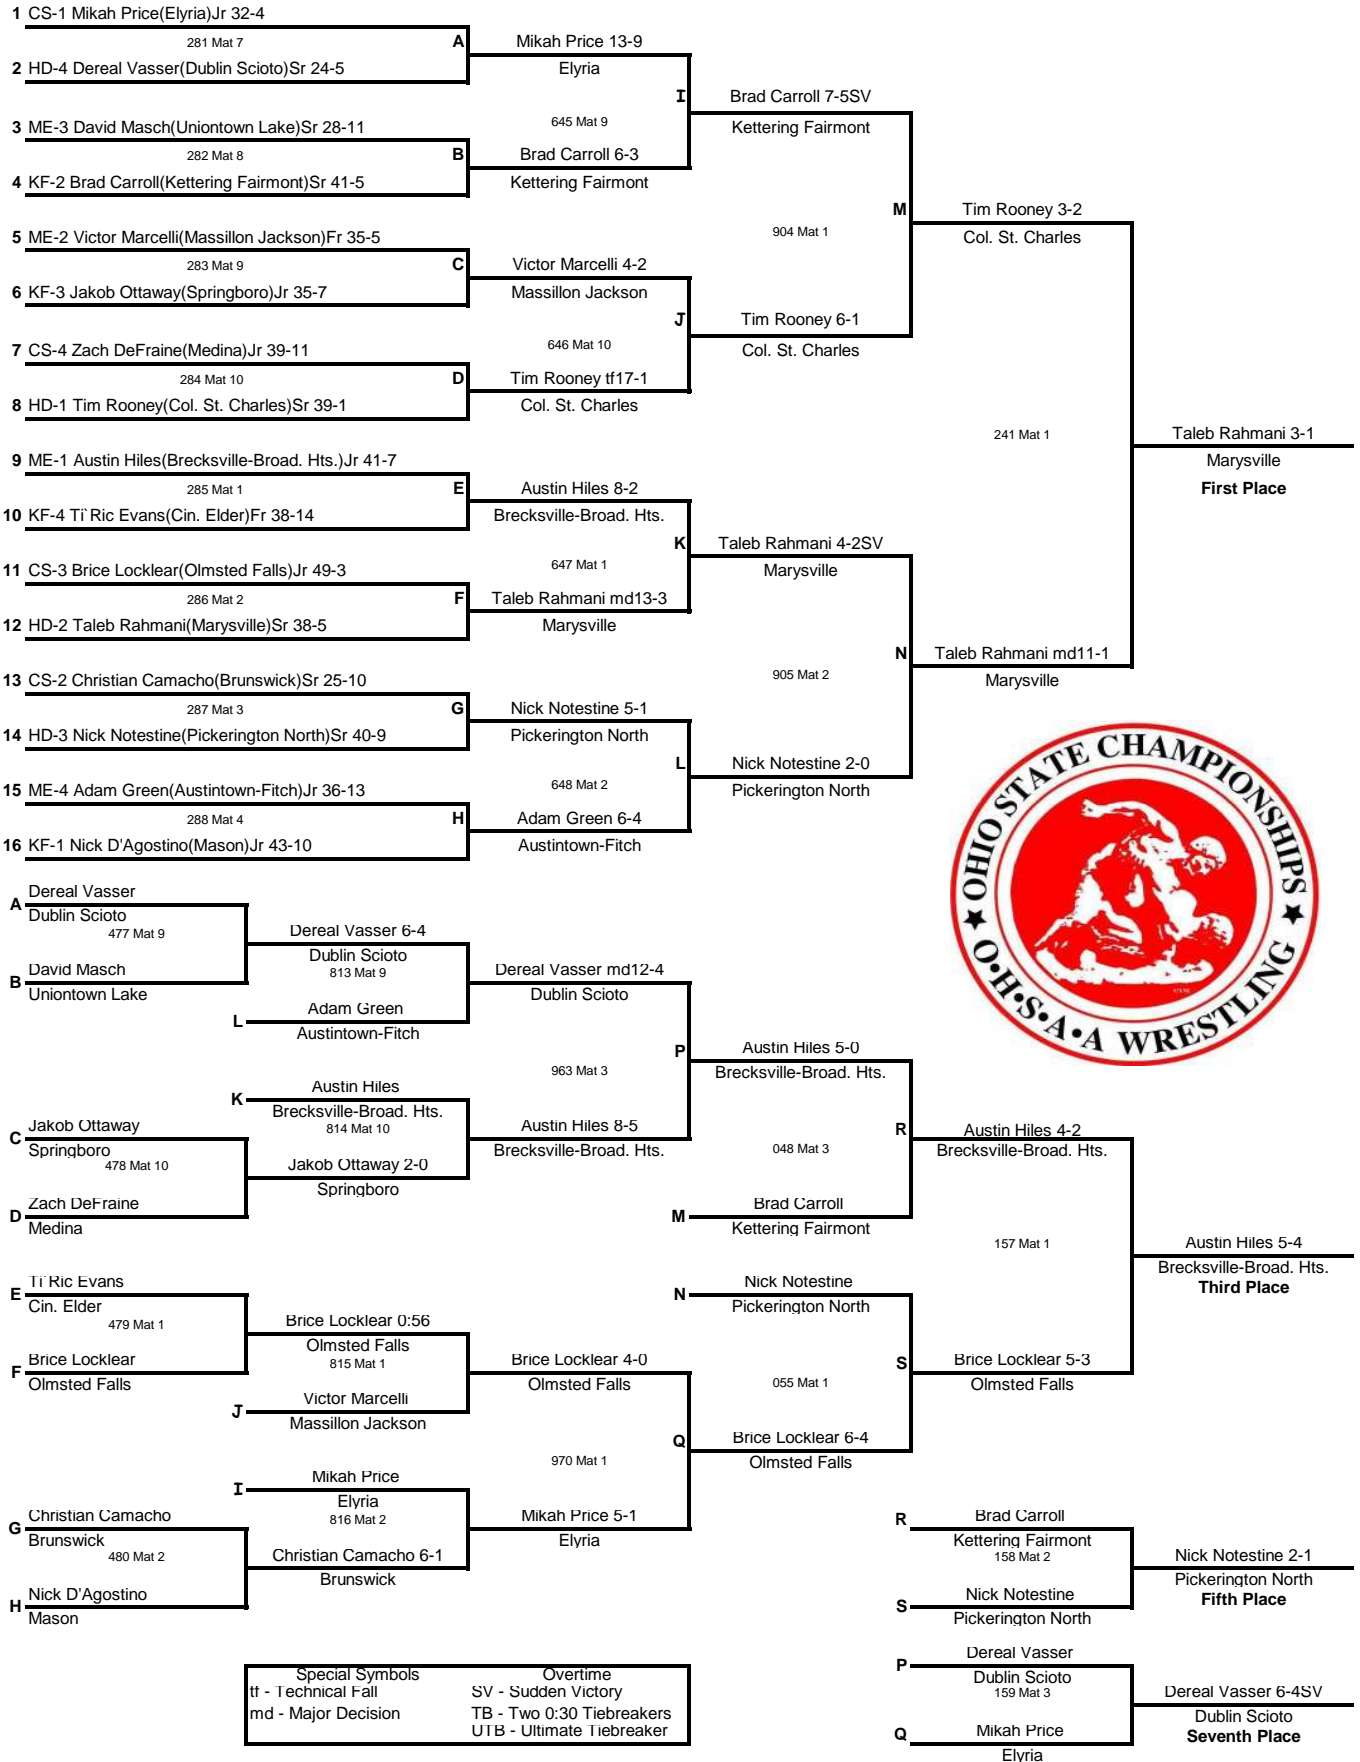 1 CS-1 Mikah Price(Elyria)Jr 32-4
281 Mat 7
A
2 HD-4 Dereal Vasser(Dublin Scioto)Sr 24-5
Mikah Price 13-9
Elyria
I
3 ME-3 David Masch(Uniontown Lake)Sr 28-11
282 Mat 8
B
4 KF-2 Brad Carroll(Kettering Fairmont)Sr 41-5
645 Mat 9
Brad Carroll 6-3
Kettering Fairmont
Brad Carroll 7-5SV
Kettering Fairmont
M
5 ME-2 Victor Marcelli(Massillon Jackson)Fr 35-5
283 Mat 9
C
6 KF-3 Jakob Ottaway(Springboro)Jr 35-7
Victor Marcelli 4-2
Massillon Jackson
J
904 Mat 1
Tim Rooney 3-2
Col. St. Charles
7 CS-4 Zach DeFraine(Medina)Jr 39-11
284 Mat 10
D
8 HD-1 Tim Rooney(Col. St. Charles)Sr 39-1
646 Mat 10
Tim Rooney tf17-1
Col. St. Charles
Tim Rooney 6-1
Col. St. Charles
241 Mat 1
Taleb Rahmani 3-1
Marysville
First Place
9 ME-1 Austin Hiles(Brecksville-Broad. Hts.)Jr 41-7
285 Mat 1
E
10 KF-4 Ti`Ric Evans(Cin. Elder)Fr 38-14
Austin Hiles 8-2
Brecksville-Broad. Hts.
K
11 CS-3 Brice Locklear(Olmsted Falls)Jr 49-3
286 Mat 2
F
12 HD-2 Taleb Rahmani(Marysville)Sr 38-5
647 Mat 1
Taleb Rahmani md13-3
Marysville
Taleb Rahmani 4-2SV
Marysville
N
13 CS-2 Christian Camacho(Brunswick)Sr 25-10
287 Mat 3
G
14 HD-3 Nick Notestine(Pickerington North)Sr 40-9
Nick Notestine 5-1
Pickerington North
L
905 Mat 2
Taleb Rahmani md11-1
Marysville
15 ME-4 Adam Green(Austintown-Fitch)Jr 36-13
288 Mat 4
H
16 KF-1 Nick D'Agostino(Mason)Jr 43-10
648 Mat 2
Adam Green 6-4
Austintown-Fitch
Nick Notestine 2-0
Pickerington North
★ OHIO STATE CHAMPIONSHIPS ★
O•H•S•A•A WRESTLING
A Dereal Vasser
Dublin Scioto
477 Mat 9
B David Masch
Uniontown Lake
Dereal Vasser 6-4
Dublin Scioto
813 Mat 9
L Adam Green
Austintown-Fitch
Dereal Vasser md12-4
Dublin Scioto
P
963 Mat 3
K Austin Hiles
Brecksville-Broad. Hts.
814 Mat 10
C Jakob Ottaway
Springboro
478 Mat 10
D Zach DeFraine
Medina
Jakob Ottaway 2-0
Springboro
Austin Hiles 8-5
Brecksville-Broad. Hts.
Austin Hiles 5-0
Brecksville-Broad. Hts.
R
048 Mat 3
M Brad Carroll
Kettering Fairmont
Austin Hiles 4-2
Brecksville-Broad. Hts.
157 Mat 1
Austin Hiles 5-4
Brecksville-Broad. Hts.
Third Place
E Ti`Ric Evans
Cin. Elder
479 Mat 1
F Brice Locklear
Olmsted Falls
Brice Locklear 0:56
Olmsted Falls
815 Mat 1
J Victor Marcelli
Massillon Jackson
Brice Locklear 4-0
Olmsted Falls
Q
970 Mat 1
N Nick Notestine
Pickerington North
S
055 Mat 1
Brice Locklear 6-4
Olmsted Falls
Brice Locklear 5-3
Olmsted Falls
I Mikah Price
Elyria
816 Mat 2
G Christian Camacho
Brunswick
480 Mat 2
H Nick D'Agostino
Mason
Christian Camacho 6-1
Brunswick
Mikah Price 5-1
Elyria
R Brad Carroll
Kettering Fairmont
158 Mat 2
S Nick Notestine
Pickerington North
Nick Notestine 2-1
Pickerington North
Fifth Place
P Dereal Vasser
Dublin Scioto
159 Mat 3
Q Mikah Price
Elyria
Dereal Vasser 6-4SV
Dublin Scioto
Seventh Place
Special Symbols Overtime
tf - Technical Fall SV - Sudden Victory
md - Major Decision TB - Two 0:30 Tiebreakers
UTB - Ultimate Tiebreaker